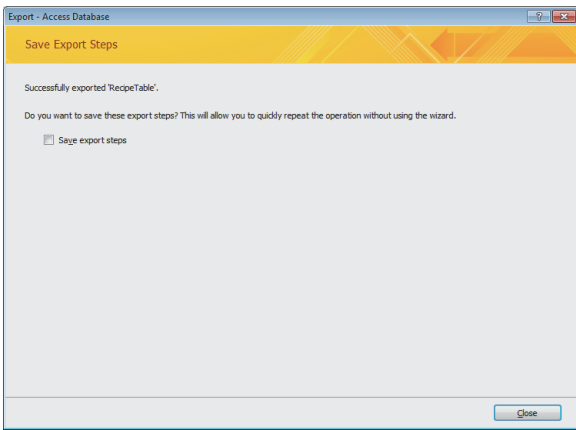 Export - Access Database
Save Export Steps
Successfully exported 'RecipeTable'.
Do you want to save these export steps? This will allow you to quickly repeat the operation without using the wizard.
Save export steps
Close